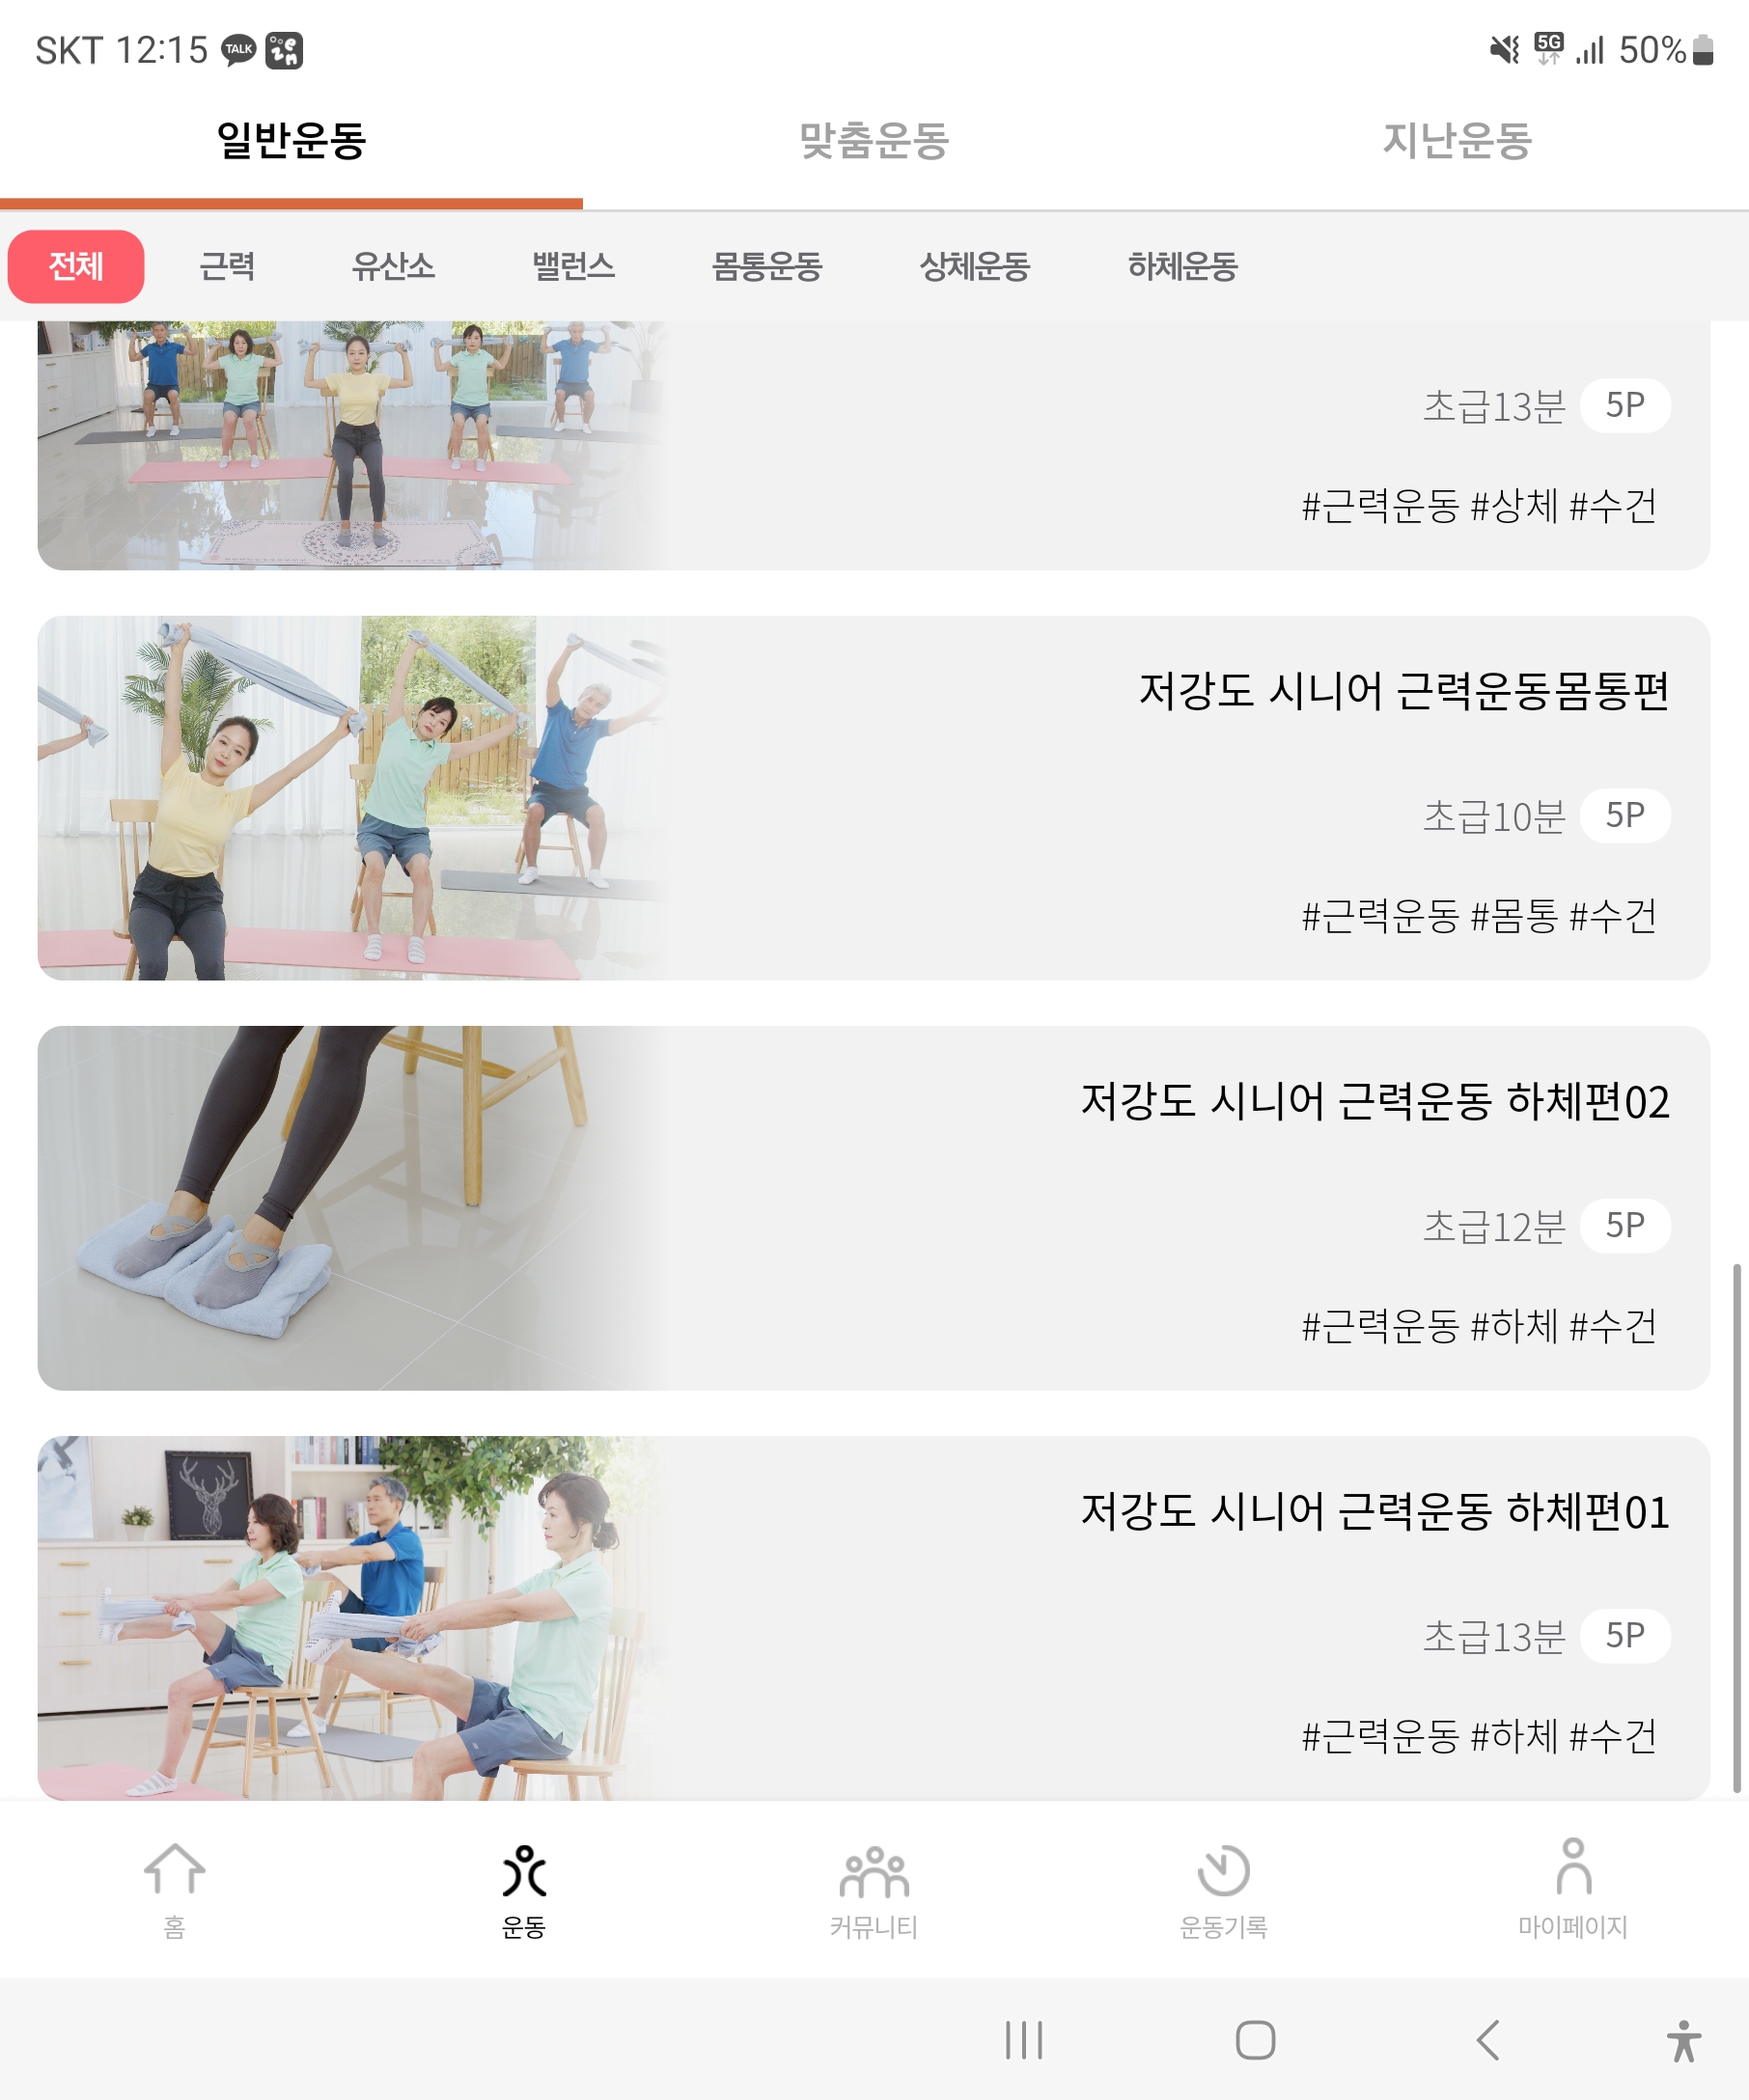 SKT 12:15 TALK
5G 50%
일반운동 맞춤운동 지난운동
전체 근력 유산소 밸런스 몸통운동 상체운동 하체운동
초급13분 5P
#근력운동 #상체 #수건
저강도 시니어 근력운동몸통편
초급10분 5P
#근력운동 #몸통 #수건
저강도 시니어 근력운동 하체편02
초급12분 5P
#근력운동 #하체 #수건
저강도 시니어 근력운동 하체편01
초급13분 5P
#근력운동 #하체 #수건
홈 운동 커뮤니티 운동기록 마이페이지